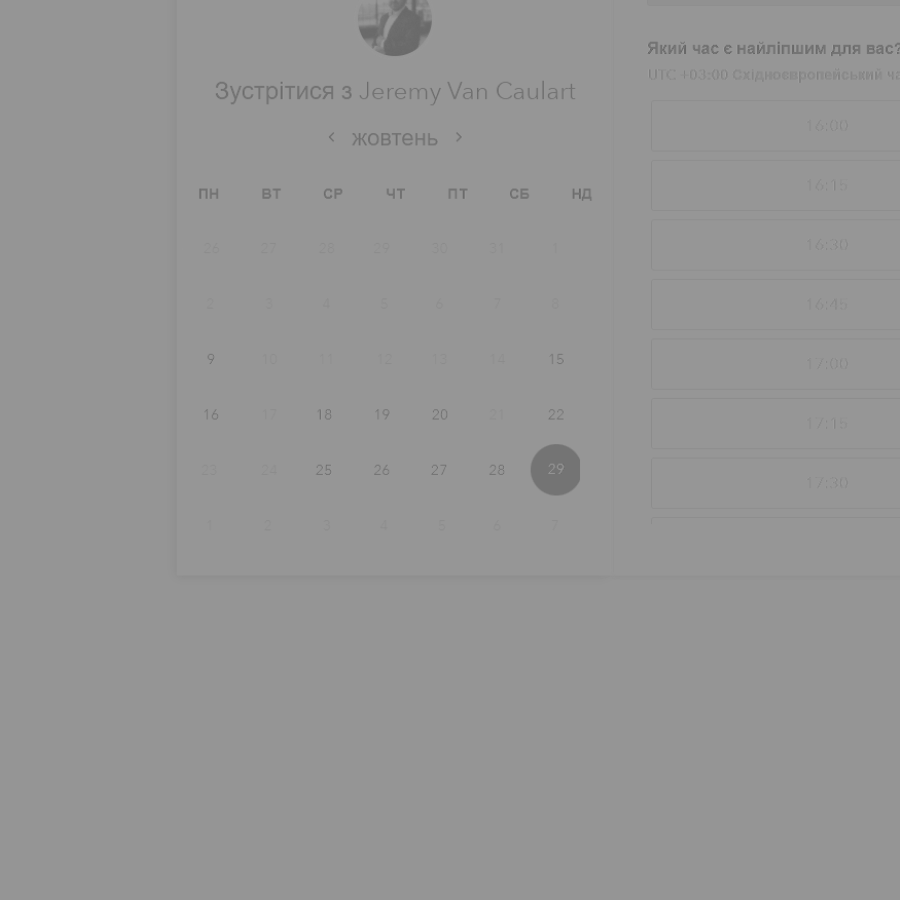 Зустрітися з Jeremy Van Caulart
< жовтень >
ПН ВТ СР ЧТ ПТ СБ НД
26 27 28 29 30 31 1
2 3 4 5 6 7 8
9 10 11 12 13 14 15
16 17 18 19 20 21 22
23 24 25 26 27 28 29
1 2 3 4 5 6 7
Який час є найліпшим для вас?
UTC +03:00 Східноєвропейський ча
16:00
16:15
16:30
16:45
17:00
17:15
17:30